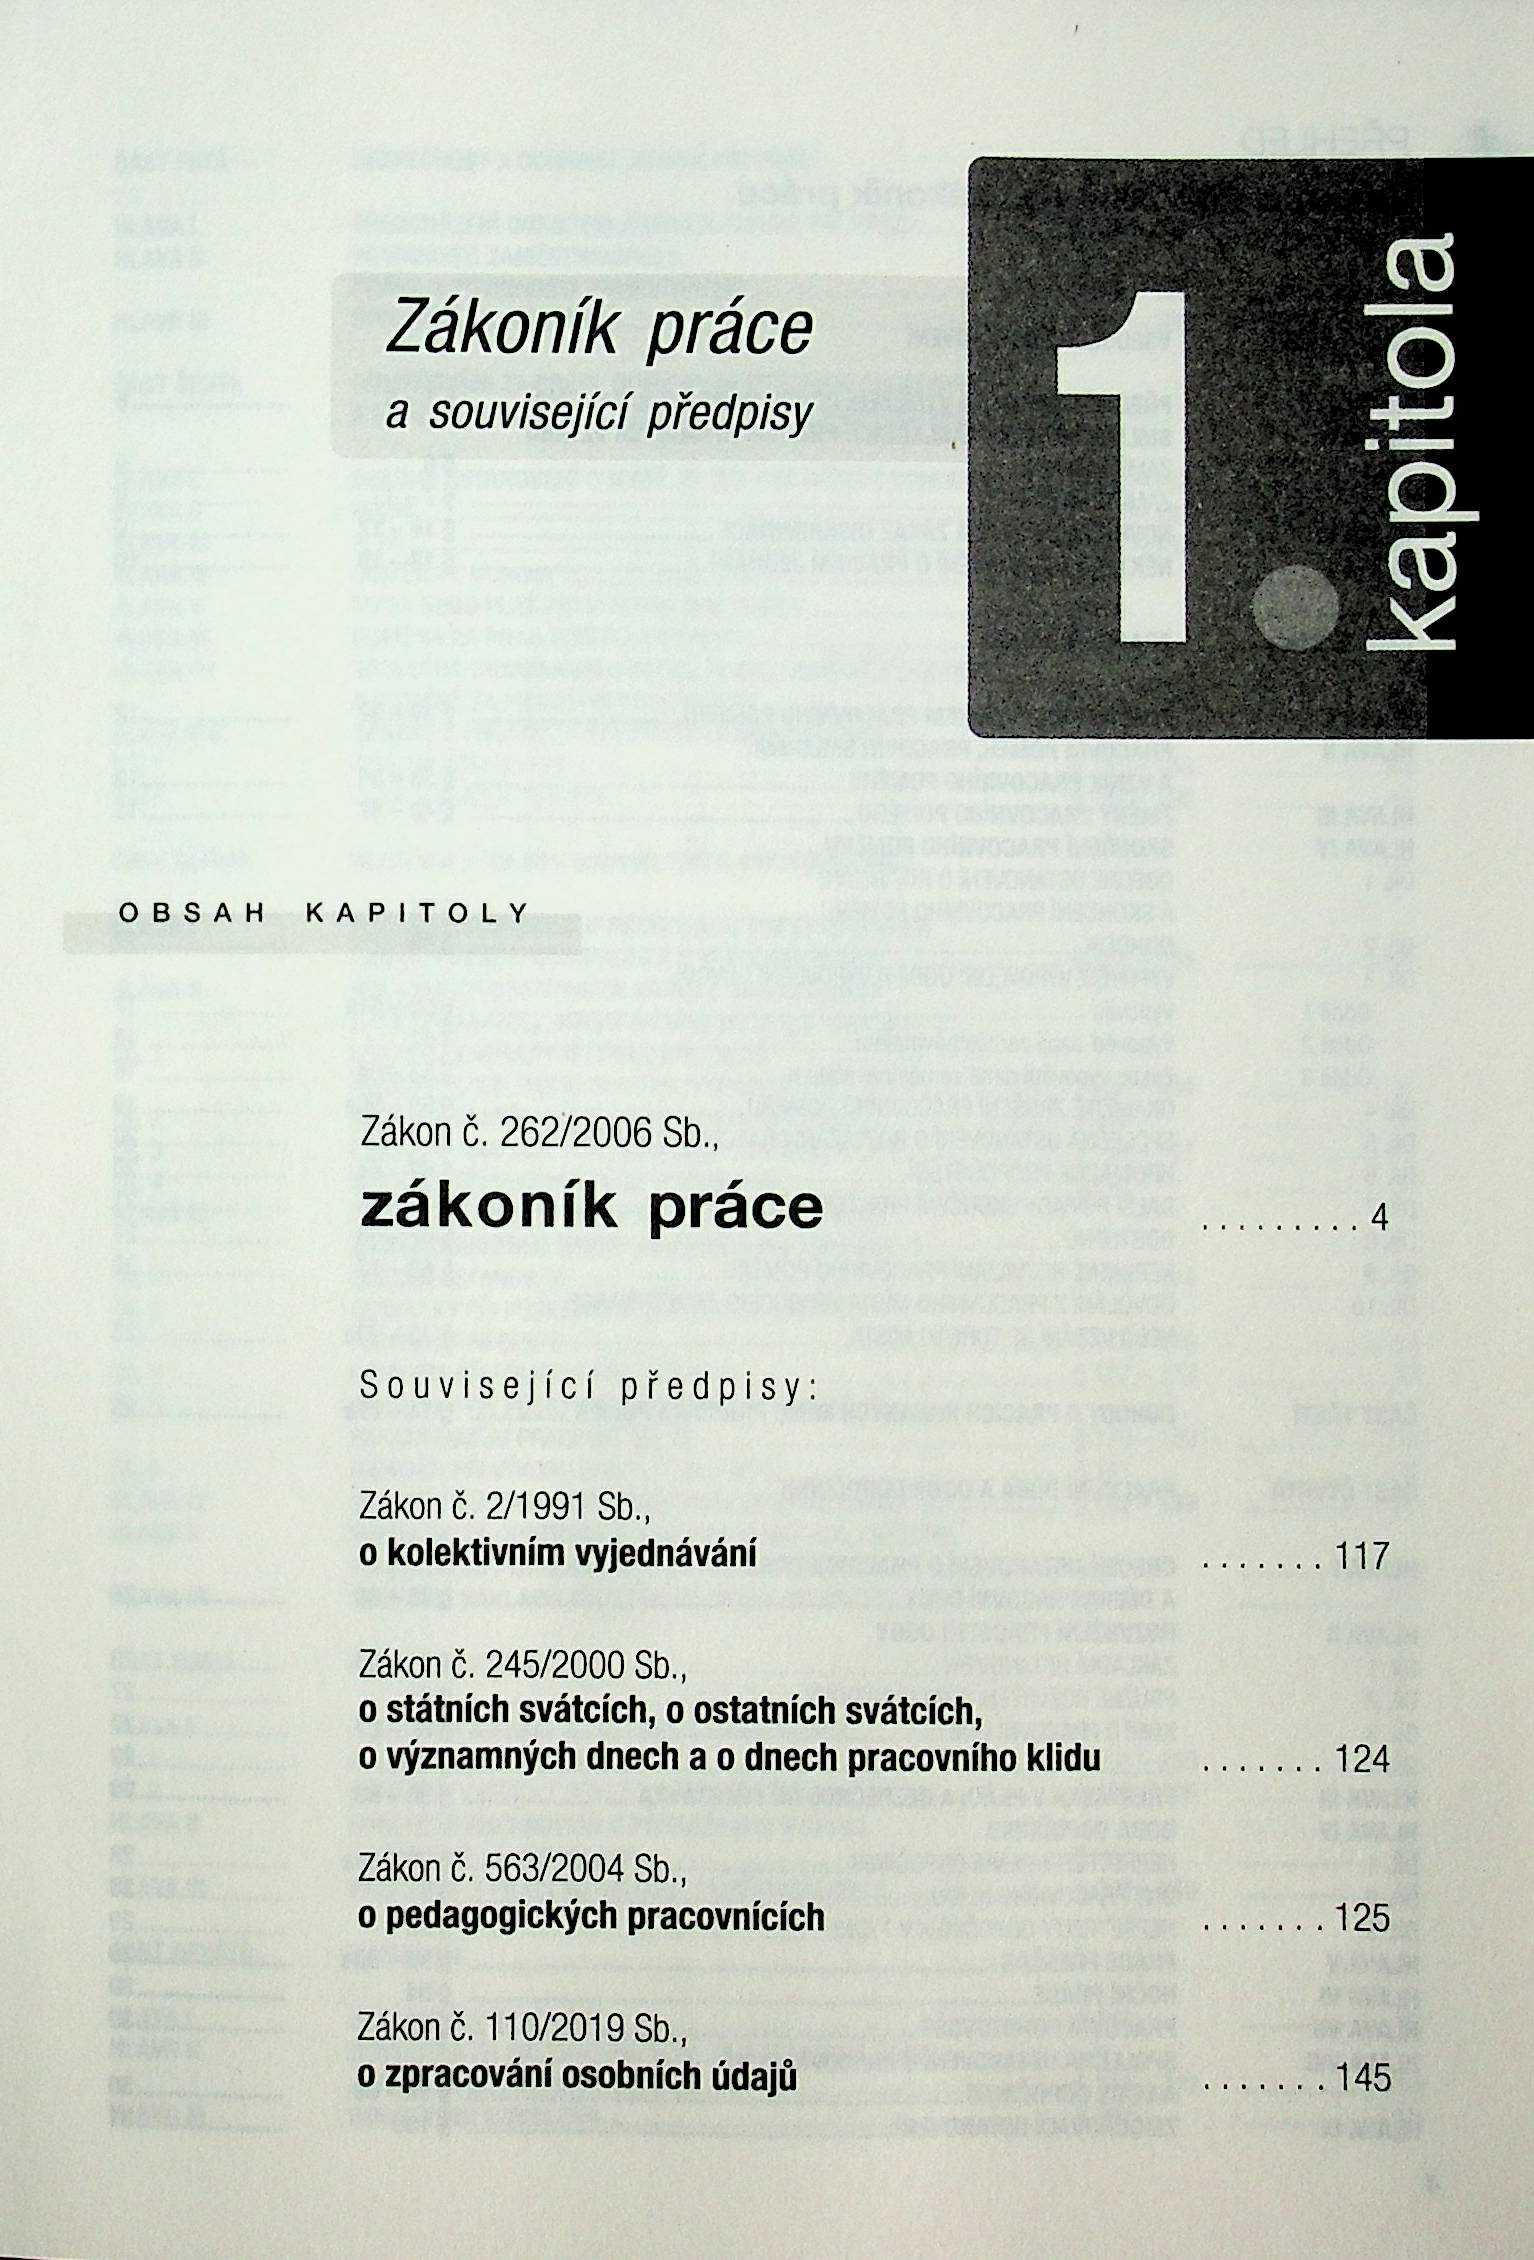 Zákoník práce
a související předpisy
1.
kapitola
OBSAH KAPITOLY
Zákon č. 262/2006 Sb.,
zákoník práce ......... 4
Související předpisy:
Zákon č. 2/1991 Sb.,
o kolektivním vyjednávání ....... 117
Zákon č. 245/2000 Sb.,
o státních svátcích, o ostatních svátcích,
o významných dnech a o dnech pracovního klidu ....... 124
Zákon č. 563/2004 Sb.,
o pedagogických pracovnících ....... 125
Zákon č. 110/2019 Sb.,
o zpracování osobních údajů ....... 145